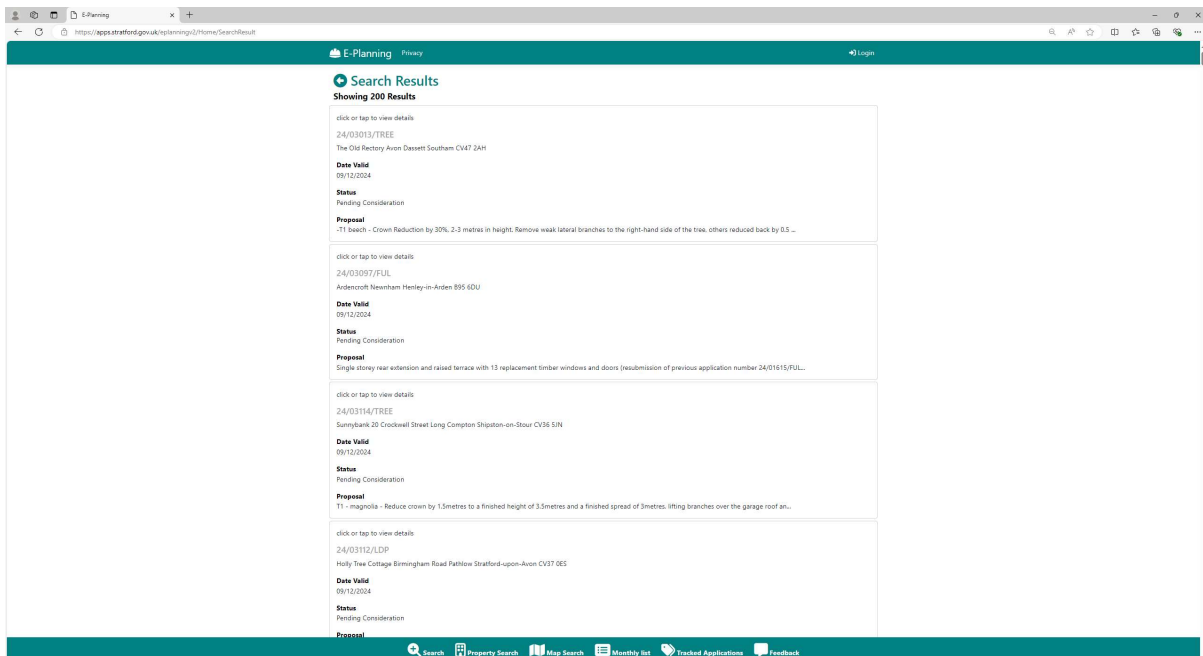 E-Planning
https://apps.stratford.gov.uk/eplanningv2/Home/SearchResult
E-Planning Privacy Login
Search Results
Showing 200 Results
click or tap to view details
24/03013/TREE
The Old Rectory Avon Dassett Southam CV47 2AH
Date Valid
09/12/2024
Status
Pending Consideration
Proposal
-T1 beech - Crown Reduction by 30%, 2-3 metres in height. Remove weak lateral branches to the right-hand side of the tree, others reduced back by 0.5 ...
click or tap to view details
24/03097/FUL
Ardencroft Newnham Henley-in-Arden B95 6DU
Date Valid
09/12/2024
Status
Pending Consideration
Proposal
Single storey rear extension and raised terrace with 13 replacement timber windows and doors (resubmission of previous application number 24/01615/FUL...
click or tap to view details
24/03114/TREE
Sunnybank 20 Crockwell Street Long Compton Shipston-on-Stour CV36 5JN
Date Valid
09/12/2024
Status
Pending Consideration
Proposal
T1 - magnolia - Reduce crown by 1.5metres to a finished height of 3.5metres and a finished spread of 3metres, lifting branches over the garage roof an...
click or tap to view details
24/03112/LDP
Holly Tree Cottage Birmingham Road Pathlow Stratford-upon-Avon CV37 0ES
Date Valid
09/12/2024
Status
Pending Consideration
Proposal
Search Property Search Map Search Monthly list Tracked Applications Feedback